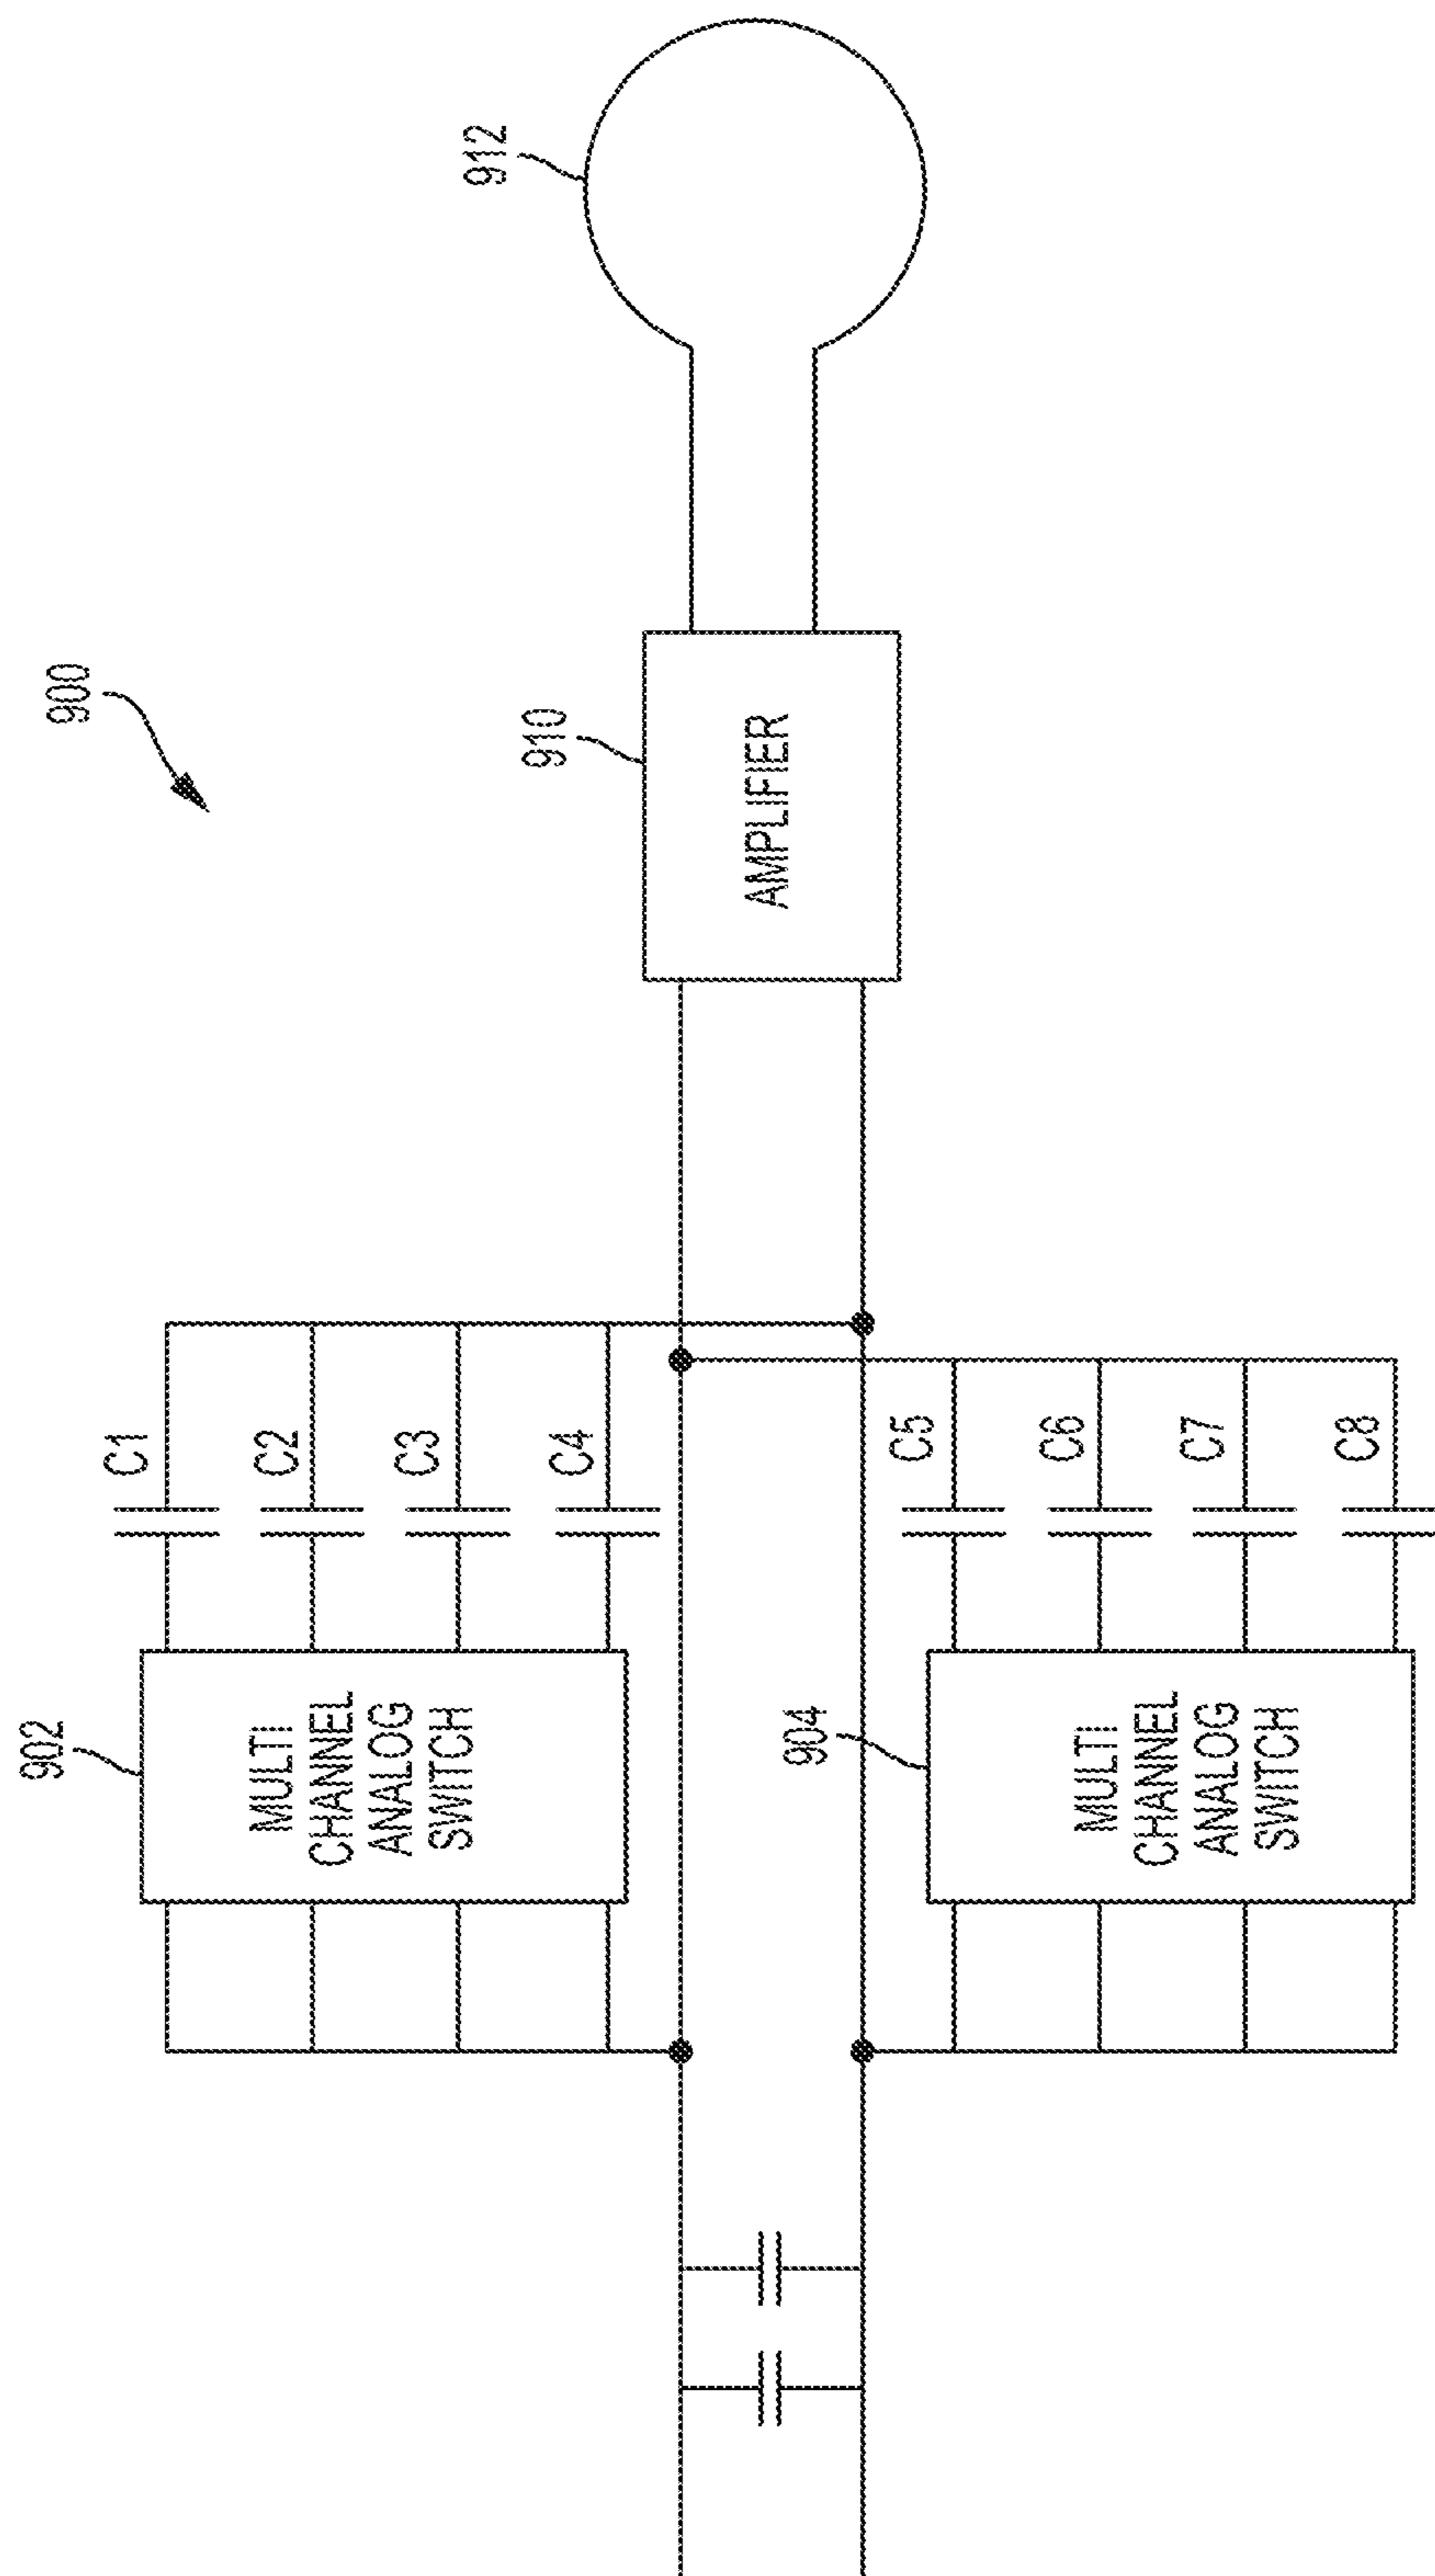 900
902
MULTI
CHANNEL
ANALOG
SWITCH
C1
C2
C3
C4
910
AMPLIFIER
912
904
MULTI
CHANNEL
ANALOG
SWITCH
C5
C6
C7
C8